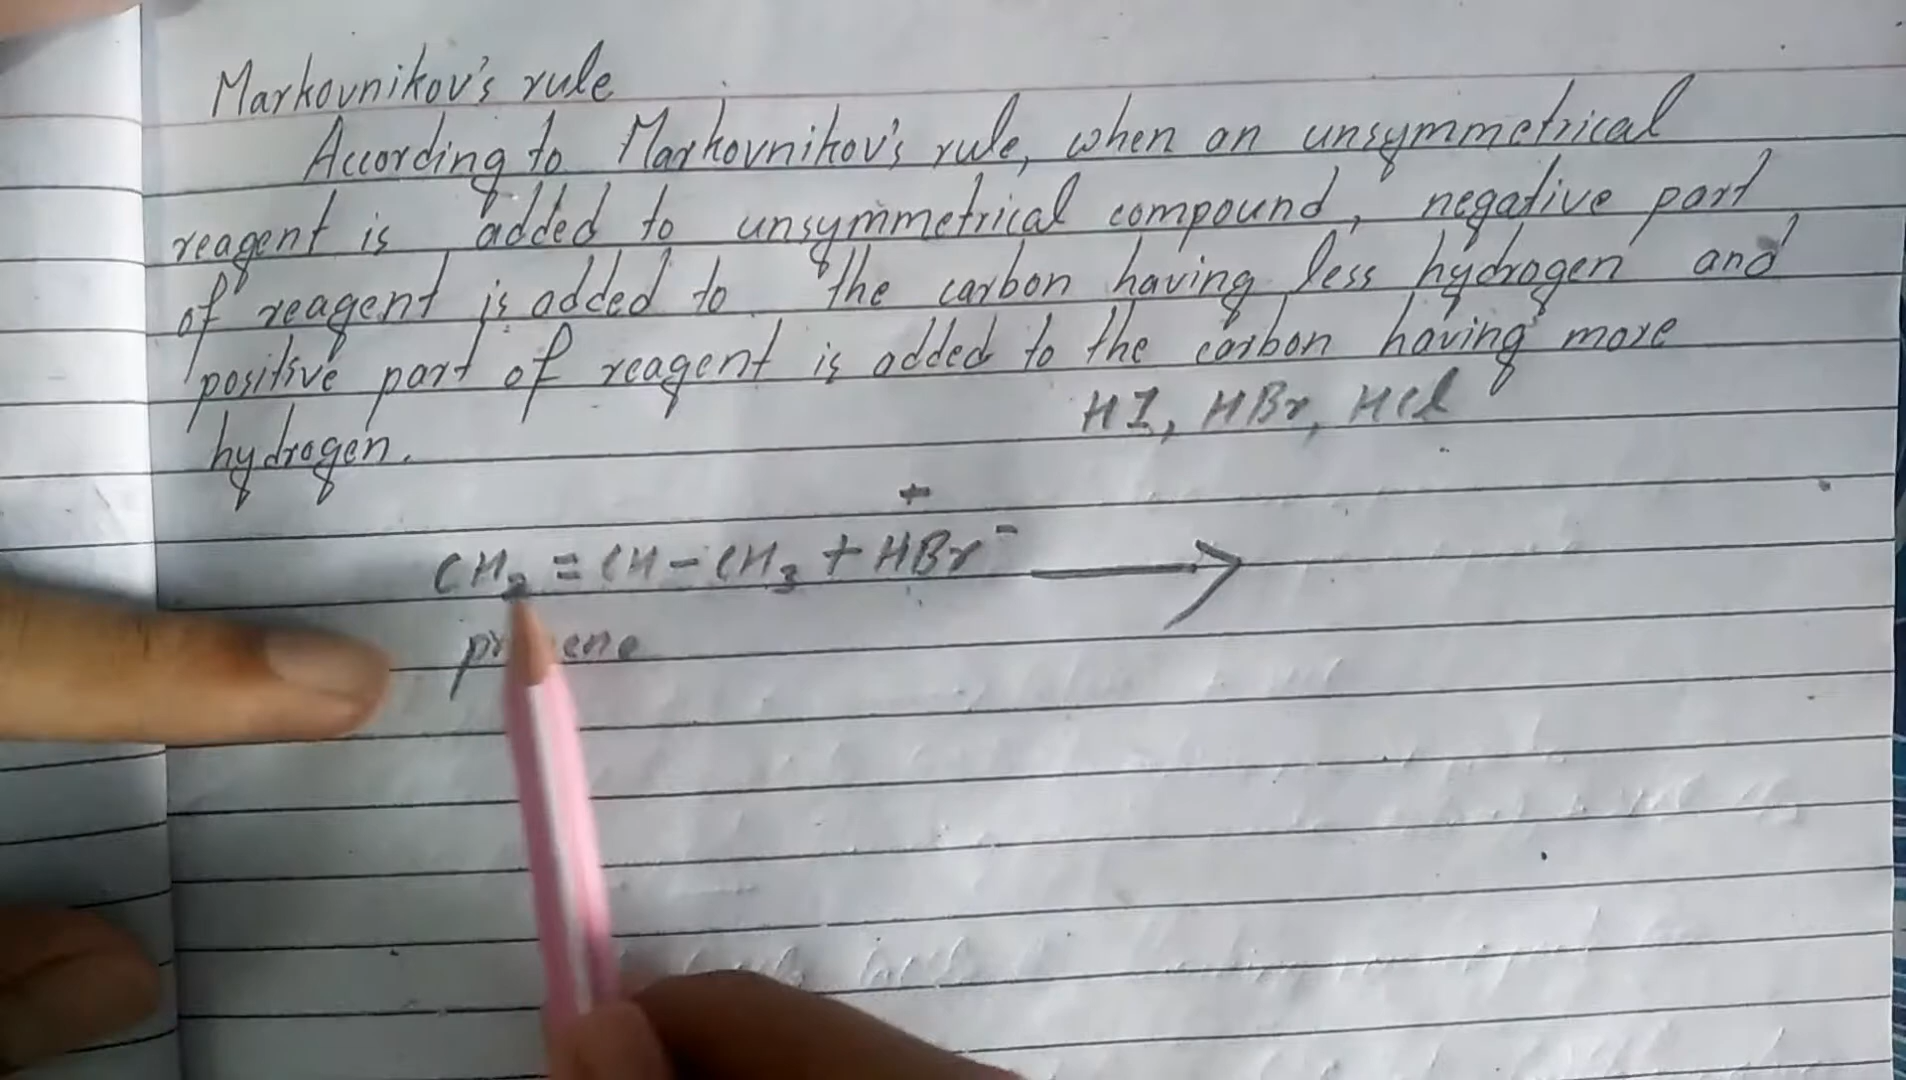 Markovnikov's rule
According to Markovnikov's rule, when an unsymmetrical
reagent is added to unsymmetrical compound, negative part
of reagent is added to the carbon having less hydrogen and
positive part of reagent is added to the carbon having more
hydrogen.
HI, HBr, HCl
+
CH₂ = CH - CH₃ + HBr⁻ ⟶